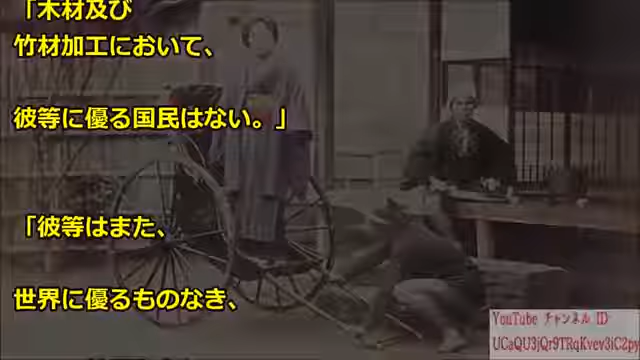 「木材及び
竹材加工において、
彼等に優る国民はない。」
「彼等はまた、
世界に優るものなき、
YouTube チャンネル ID
UCaQU3jQr9TRqKvev3iC2py